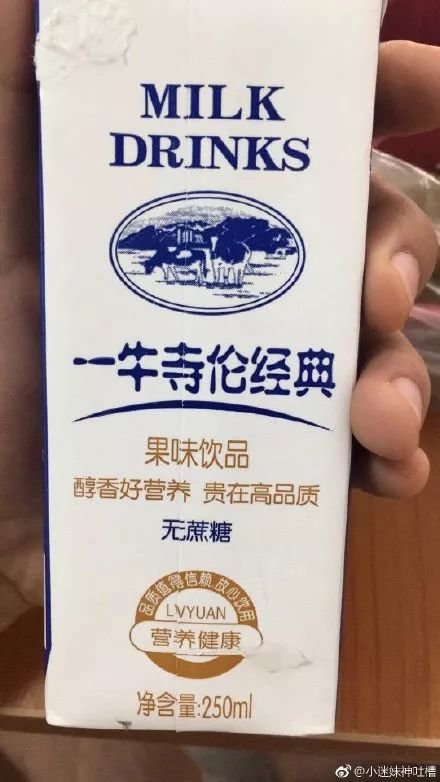 MILK
DRINKS
一牛寺伦经典
果味饮品
醇香好营养 贵在高品质
无蔗糖
品质值得信赖,放心饮用
LVYUAN
营养健康
净含量:250ml
@小迷妹神吐槽